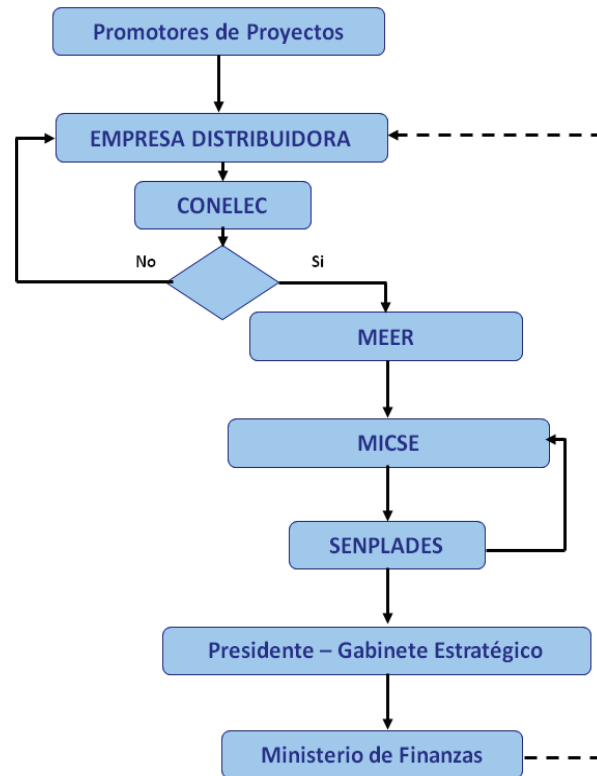 Promotores de Proyectos
EMPRESA DISTRIBUIDORA
CONELEC
No
Si
MEER
MICSE
SENPLADES
Presidente – Gabinete Estratégico
Ministerio de Finanzas